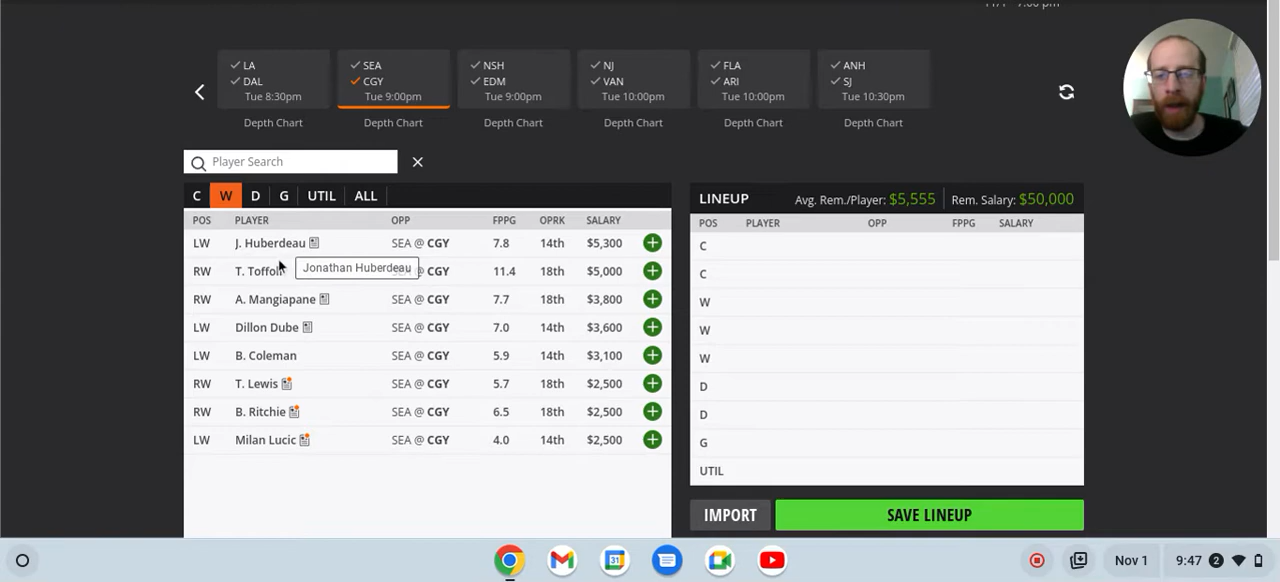 LA SEA NSH NJ FLA ANH
DAL CGY EDM VAN ARI SJ
Tue 8:30pm Tue 9:00pm Tue 9:00pm Tue 10:00pm Tue 10:00pm Tue 10:30pm
Depth Chart Depth Chart Depth Chart Depth Chart Depth Chart Depth Chart
Player Search
C W D G UTIL ALL
POS PLAYER OPP FPPG OPRK SALARY
LW J. Huberdeau SEA @ CGY 7.8 14th $5,300
Jonathan Huberdeau
RW T. Toffoli @ CGY 11.4 18th $5,000
RW A. Mangiapane SEA @ CGY 7.7 18th $3,800
LW Dillon Dube SEA @ CGY 7.0 14th $3,600
LW B. Coleman SEA @ CGY 5.9 14th $3,100
RW T. Lewis SEA @ CGY 5.7 18th $2,500
RW B. Ritchie SEA @ CGY 6.5 18th $2,500
LW Milan Lucic SEA @ CGY 4.0 14th $2,500
LINEUP Avg. Rem./Player: $5,555 Rem. Salary: $50,000
POS PLAYER OPP FPPG SALARY
C
C
W
W
W
D
D
G
UTIL
IMPORT SAVE LINEUP
31
Nov 1 9:47 2